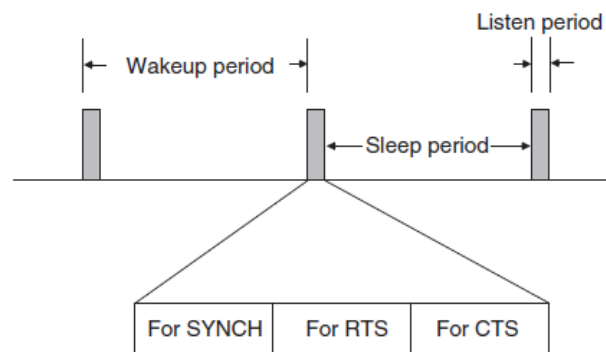 Listen period
Wakeup period
Sleep period
For SYNCH
For RTS
For CTS